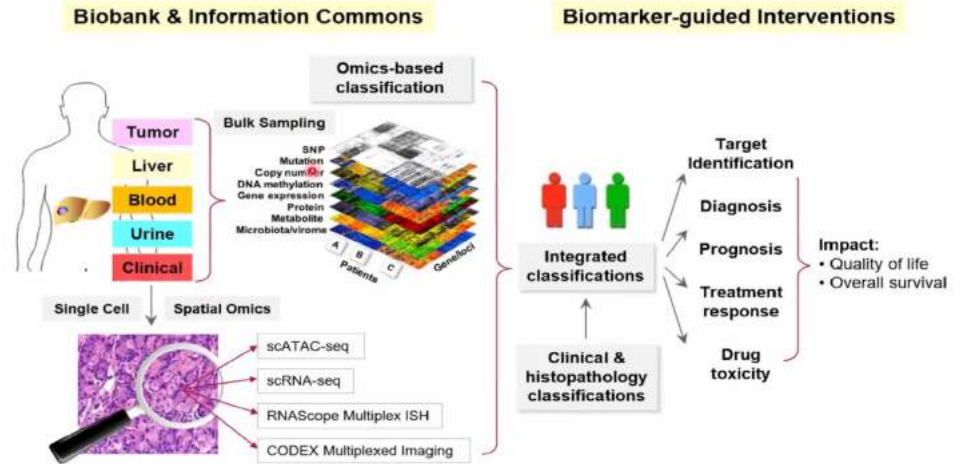 Biobank & Information Commons
Biomarker-guided Interventions
Omics-based
classification
Tumor
Liver
Blood
Urine
Clinical
Bulk Sampling
SNP
Mutation
Copy number
DNA methylation
Gene expression
Protein
Metabolite
Microbiota/virome
A
B
C
Patients
Gene/loci
Single Cell
Spatial Omics
scATAC-seq
scRNA-seq
RNAScope Multiplex ISH
CODEX Multiplexed Imaging
Integrated
classifications
Clinical &
histopathology
classifications
Target
Identification
Diagnosis
Prognosis
Treatment
response
Drug
toxicity
Impact:
• Quality of life
• Overall survival